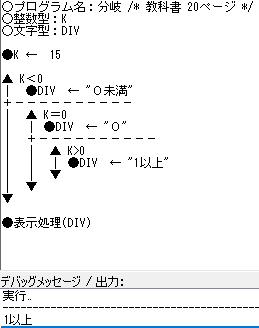 ○プログラム名：分岐 /* 教科書 20ページ */
○整数型：K
○文字型：DIV
●K ← 15
▲ K＜0
●DIV ← "０未満"
▲ K＝0
●DIV ← "０"
▲ K>0
●DIV ← "1以上"
●表示処理(DIV)
デバッグメッセージ / 出力:
実行..
1以上